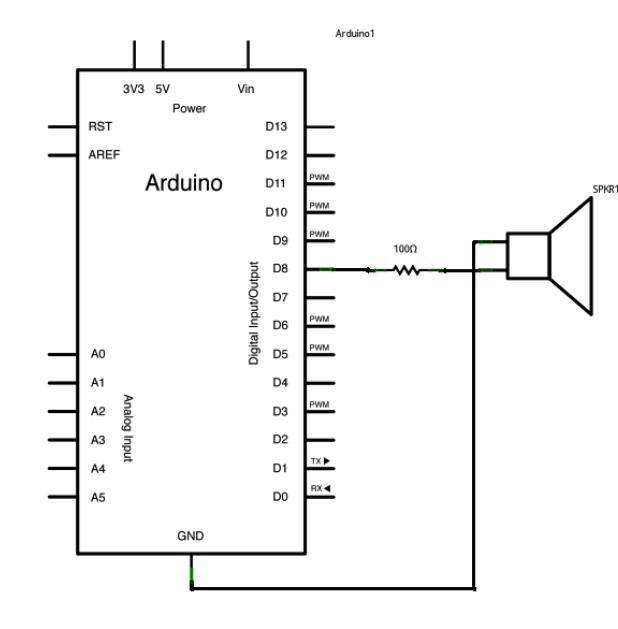 Arduino1
3V3 5V Vin
Power
RST
AREF
Arduino
D13
D12
D11 PWM
D10 PWM
D9 PWM
D8
D7
D6 PWM
D5 PWM
D4
D3 PWM
D2
D1 TX ▶
D0 RX ◀
Digital Input/Output
A0
A1
A2
A3
A4
A5
Analog Input
GND
100Ω
SPKR1